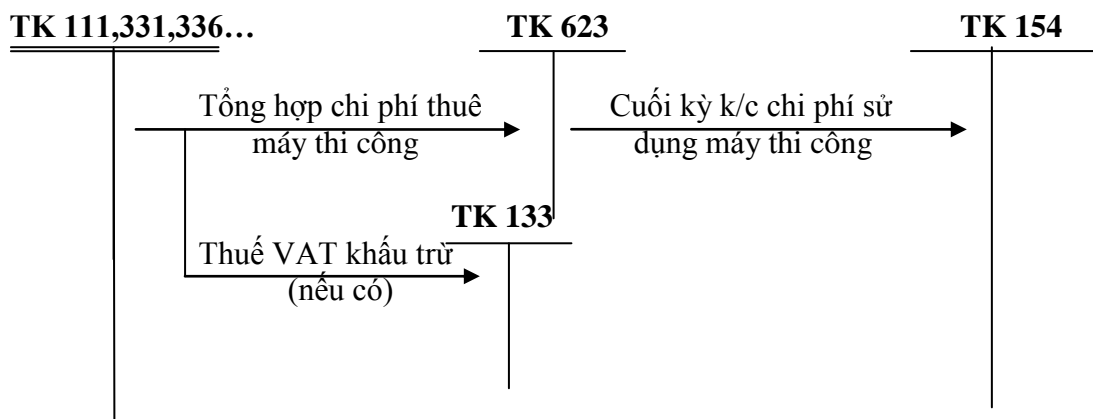 TK 111,331,336…
TK 623
TK 154
Tổng hợp chi phí thuê
máy thi công
Cuối kỳ k/c chi phí sử
dụng máy thi công
TK 133
Thuế VAT khấu trừ
(nếu có)